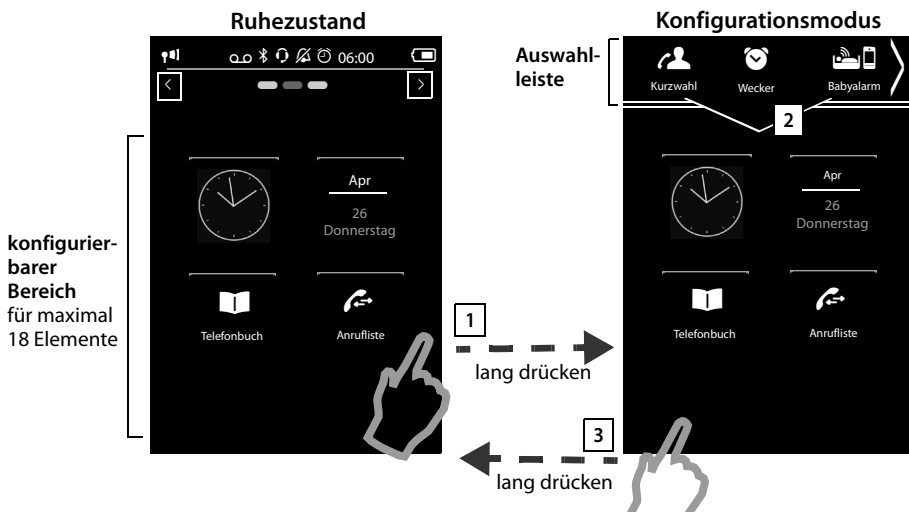 Ruhezustand
06:00
konfigurier-
barer
Bereich
für maximal
18 Elemente
Apr
26
Donnerstag
Telefonbuch
Anrufliste
1
lang drücken
3
lang drücken
Konfigurationsmodus
Auswahl-
leiste
Kurzwahl
Wecker
Babyalarm
2
Apr
26
Donnerstag
Telefonbuch
Anrufliste